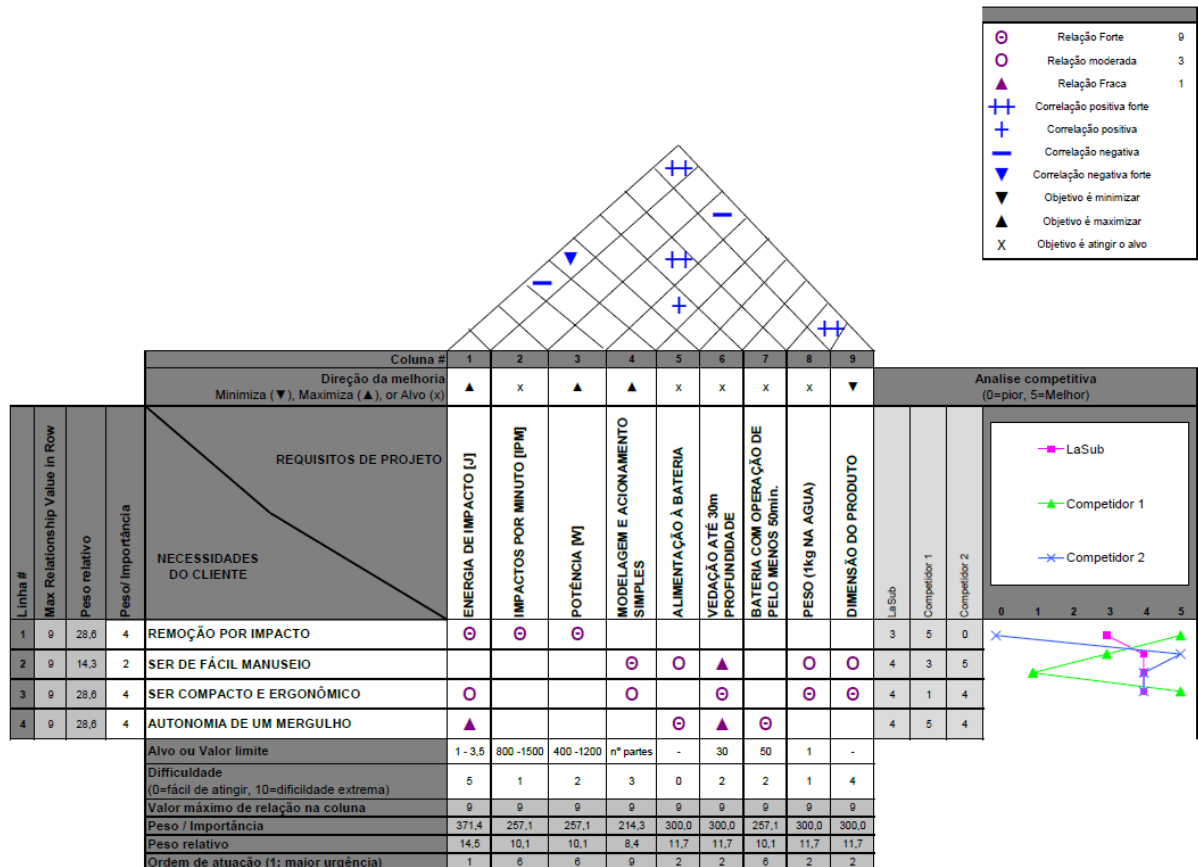 Relação Forte 9
Relação moderada 3
Relação Fraca 1
Correlação positiva forte
Correlação positiva
Correlação negativa
Correlação negativa forte
Objetivo é minimizar
Objetivo é maximizar
X Objetivo é atingir o alvo
Coluna # 1 2 3 4 5 6 7 8 9
Direção da melhoria
Minimiza (▼), Maximiza (▲), or Alvo (x)
▲ x ▲ ▲ x x x x ▼
Analise competitiva
(0=pior, 5=Melhor)
Linha #
Max Relationship Value in Row
Peso relativo
Peso/ Importância
REQUISITOS DE PROJETO
NECESSIDADES
DO CLIENTE
ENERGIA DE IMPACTO [J]
IMPACTOS POR MINUTO [IPM]
POTÊNCIA [W]
MODELAGEM E ACIONAMENTO
SIMPLES
ALIMENTAÇÃO À BATERIA
VEDAÇÃO ATÉ 30m
PROFUNDIDADE
BATERIA COM OPERAÇÃO DE
PELO MENOS 50min.
PESO (1kg NA AGUA)
DIMENSÃO DO PRODUTO
LaSub
Competidor 1
Competidor 2
LaSub
Competidor 1
Competidor 2
0 1 2 3 4 5
1 9 28,6 4 REMOÇÃO POR IMPACTO 3 5 0
2 9 14,3 2 SER DE FÁCIL MANUSEIO 4 3 5
3 9 28,6 4 SER COMPACTO E ERGONÔMICO 4 1 4
4 9 28,6 4 AUTONOMIA DE UM MERGULHO 4 5 4
Alvo ou Valor limite 1 - 3,5 800 -1500 400 -1200 nº partes - 30 50 1 -
Difficuldade
(0=fácil de atingir, 10=dificildade extrema)
5 1 2 3 0 2 2 1 4
Valor máximo de relação na coluna 9 9 9 9 9 9 9 9 9
Peso / Importância 371,4 257,1 257,1 214,3 300,0 300,0 257,1 300,0 300,0
Peso relativo 14,5 10,1 10,1 8,4 11,7 11,7 10,1 11,7 11,7
Ordem de atuação (1: maior urgência) 1 6 6 9 2 2 6 2 2